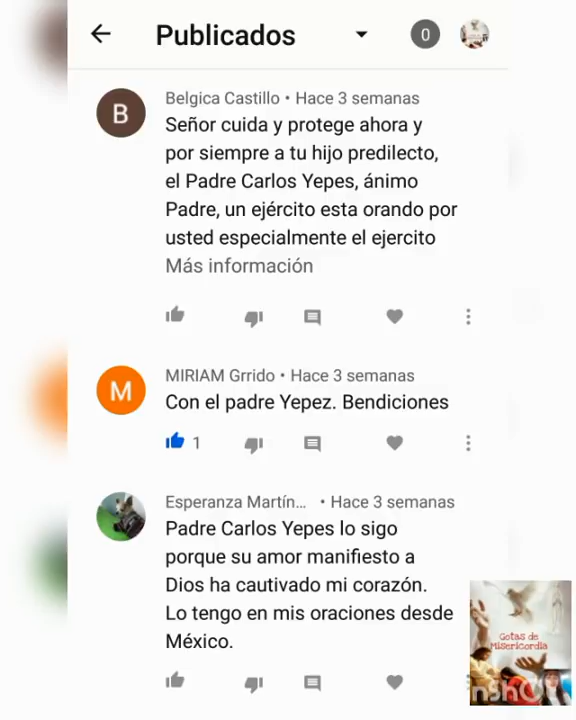 Publicados
0
B
Belgica Castillo • Hace 3 semanas
Señor cuida y protege ahora y
por siempre a tu hijo predilecto,
el Padre Carlos Yepes, ánimo
Padre, un ejército esta orando por
usted especialmente el ejercito
Más información
M
MIRIAM Grrido • Hace 3 semanas
Con el padre Yepez. Bendiciones
1
Esperanza Martín... • Hace 3 semanas
Padre Carlos Yepes lo sigo
porque su amor manifiesto a
Dios ha cautivado mi corazón.
Lo tengo en mis oraciones desde
México.
Gotas de
Misericordia